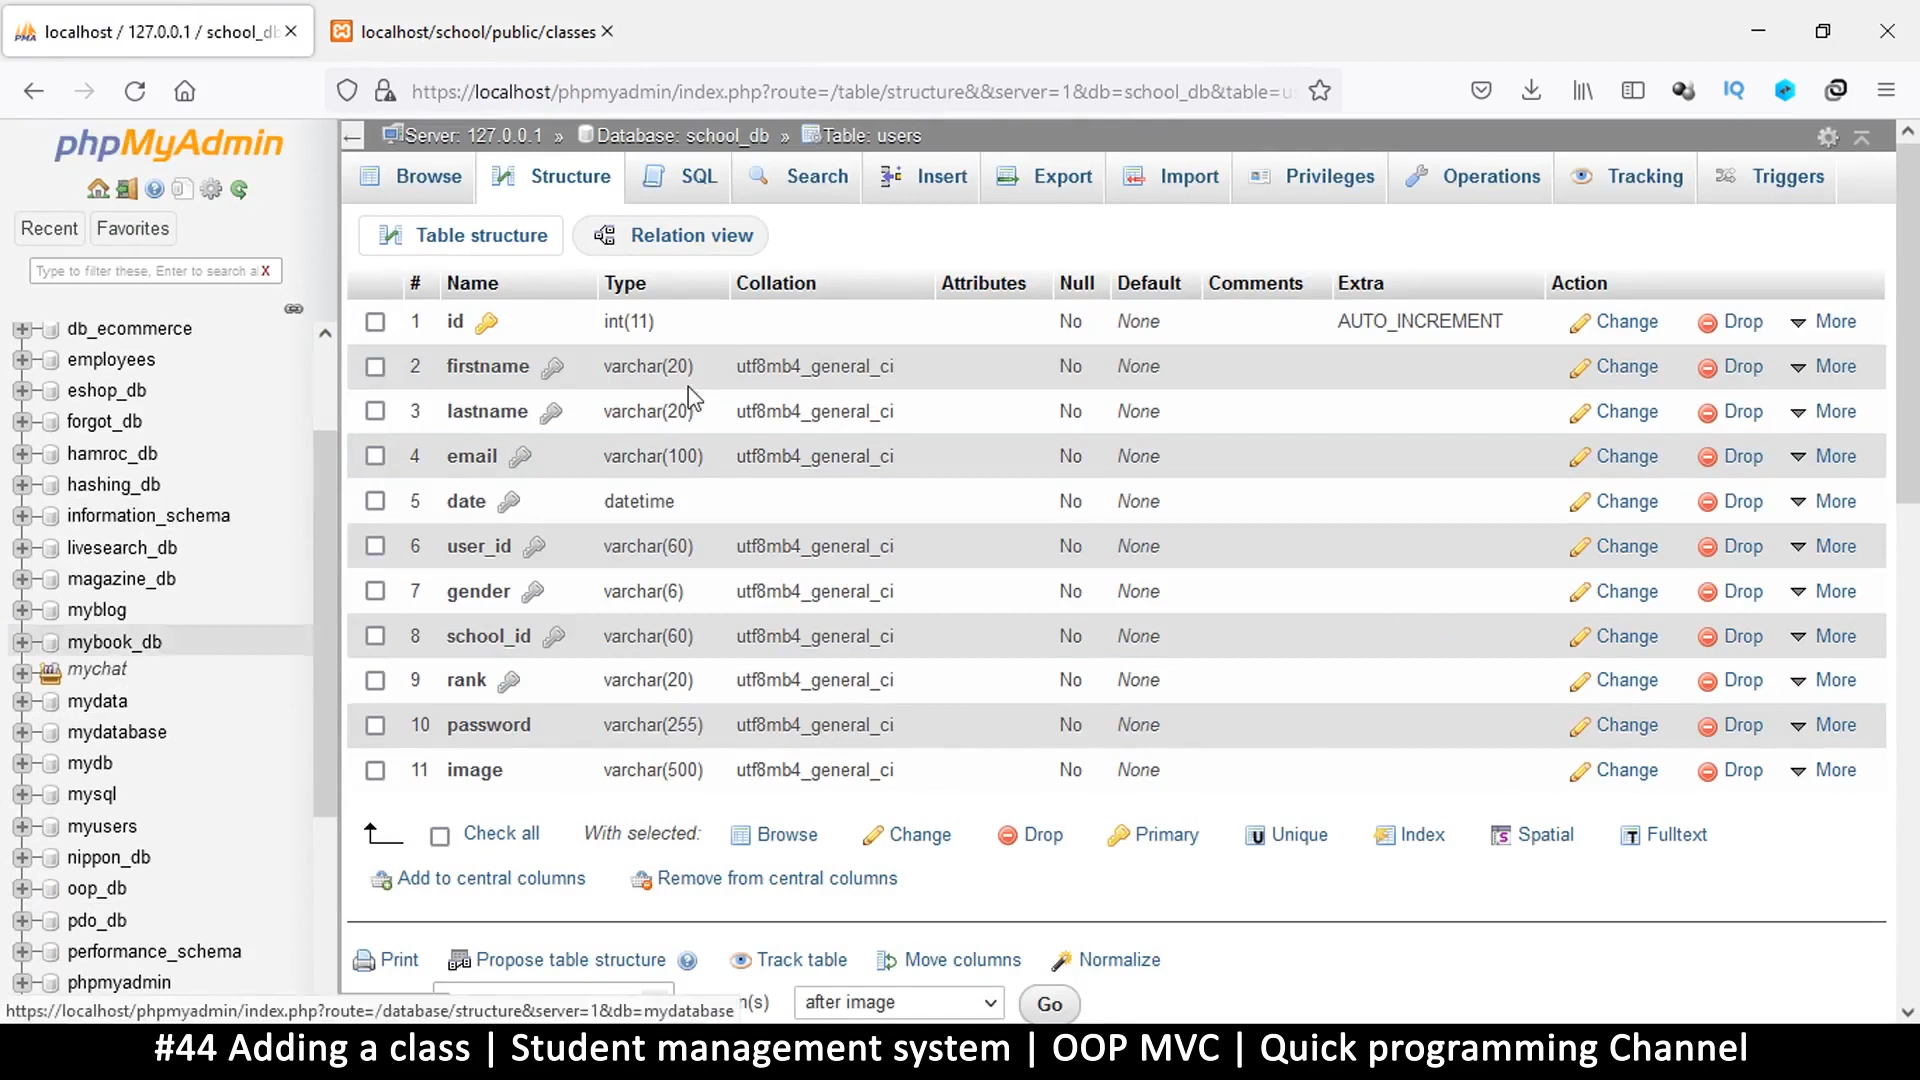 localhost / 127.0.0.1 / school_db
localhost/school/public/classes
https://localhost/phpmyadmin/index.php?route=/table/structure&&server=1&db=school_db&table=u
phpMyAdmin
Recent
Favorites
Type to filter these, Enter to search a
X
db_ecommerce
employees
eshop_db
forgot_db
hamroc_db
hashing_db
information_schema
livesearch_db
magazine_db
myblog
mybook_db
mychat
mydata
mydatabase
mydb
mysql
myusers
nippon_db
oop_db
pdo_db
performance_schema
phpmyadmin
Server: 127.0.0.1 » Database: school_db » Table: users
Browse Structure SQL Search Insert Export Import Privileges Operations Tracking Triggers
Table structure Relation view
# Name Type Collation Attributes Null Default Comments Extra Action
1 id int(11) No None AUTO_INCREMENT Change Drop More
2 firstname varchar(20) utf8mb4_general_ci No None Change Drop More
3 lastname varchar(20) utf8mb4_general_ci No None Change Drop More
4 email varchar(100) utf8mb4_general_ci No None Change Drop More
5 date datetime No None Change Drop More
6 user_id varchar(60) utf8mb4_general_ci No None Change Drop More
7 gender varchar(6) utf8mb4_general_ci No None Change Drop More
8 school_id varchar(60) utf8mb4_general_ci No None Change Drop More
9 rank varchar(20) utf8mb4_general_ci No None Change Drop More
10 password varchar(255) utf8mb4_general_ci No None Change Drop More
11 image varchar(500) utf8mb4_general_ci No None Change Drop More
Check all With selected: Browse Change Drop Primary Unique Index Spatial Fulltext
Add to central columns Remove from central columns
Print Propose table structure Track table Move columns Normalize
n(s) after image Go
https://localhost/phpmyadmin/index.php?route=/database/structure&server=1&db=mydatabase
#44 Adding a class | Student management system | OOP MVC | Quick programming Channel